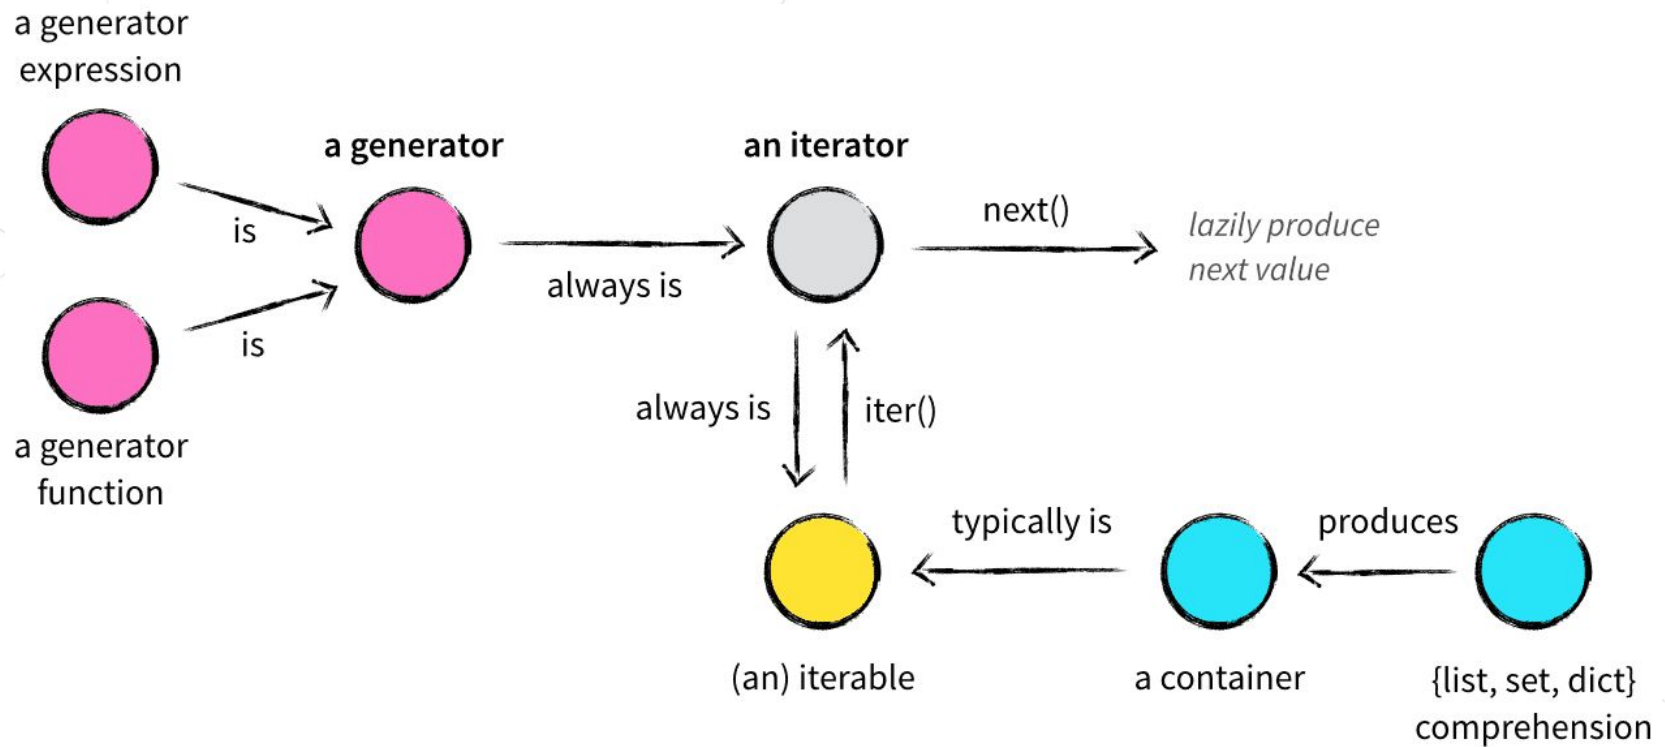 a generator
expression
a generator
an iterator
next()
lazily produce
next value
is
always is
is
a generator
function
always is
iter()
typically is
produces
(an) iterable
a container
{list, set, dict}
comprehension